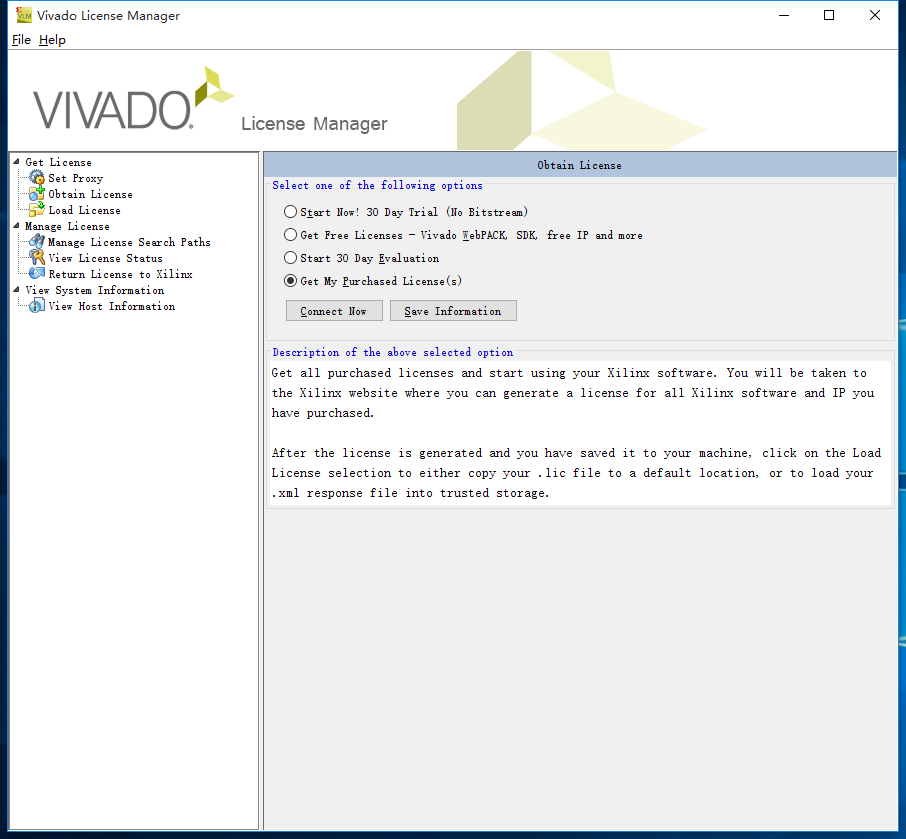 Vivado License Manager
File Help
VIVADO.
License Manager
Get License
Set Proxy
Obtain License
Load License
Manage License
Manage License Search Paths
View License Status
Return License to Xilinx
View System Information
View Host Information
Obtain License
Select one of the following options
Start Now! 30 Day Trial (No Bitstream)
Get Free Licenses - Vivado WebPACK, SDK, free IP and more
Start 30 Day Evaluation
Get My Purchased License(s)
Connect Now Save Information
Description of the above selected option
Get all purchased licenses and start using your Xilinx software. You will be taken to
the Xilinx website where you can generate a license for all Xilinx software and IP you
have purchased.
After the license is generated and you have saved it to your machine, click on the Load
License selection to either copy your .lic file to a default location, or to load your
.xml response file into trusted storage.